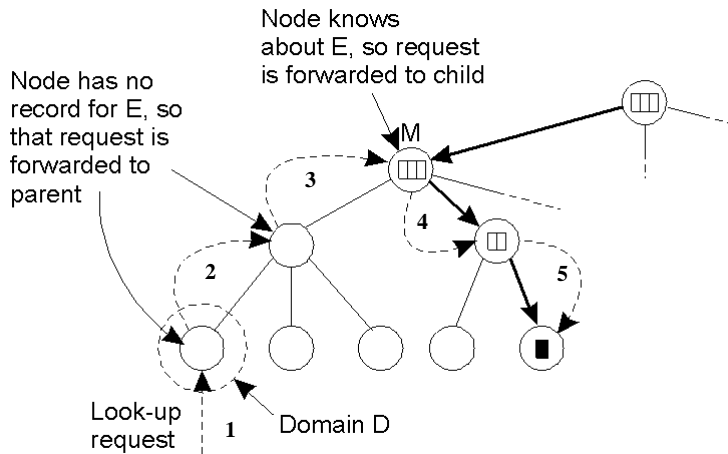 Node knows
about E, so request
is forwarded to child
Node has no
record for E, so
that request is
forwarded to
parent
M
3
4
2
5
Look-up
request
1
Domain D